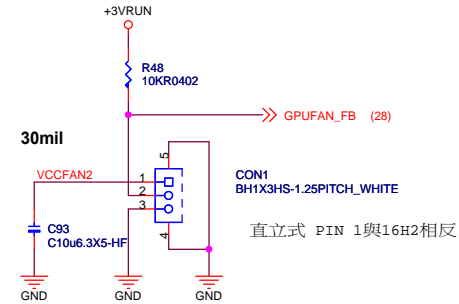 +3VRUN
R48
10KR0402
GPUFAN_FB (28)
30mil
VCCFAN2
5
1
2
3
4
CON1
BH1X3HS-1.25PITCH_WHITE
C93
C10u6.3X5-HF
直立式 PIN 1與16H2相反
GND
GND
GND